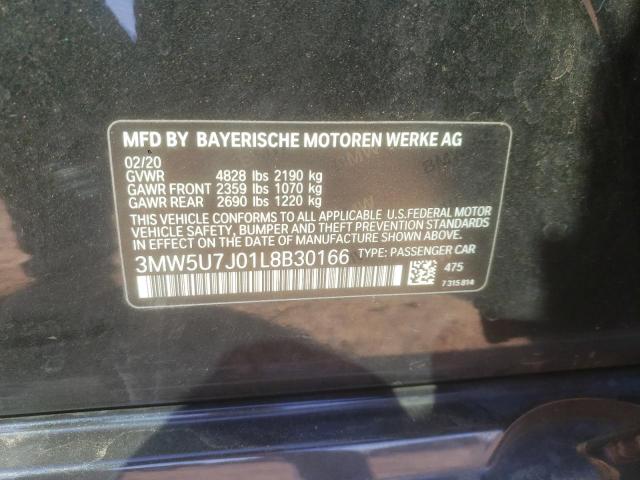 MFD BY BAYERISCHE MOTOREN WERKE AG
02/20
GVWR 4828 lbs 2190 kg
GAWR FRONT 2359 lbs 1070 kg
GAWR REAR 2690 lbs 1220 kg
THIS VEHICLE CONFORMS TO ALL APPLICABLE U.S.FEDERAL MOTOR
VEHICLE SAFETY, BUMPER AND THEFT PREVENTION STANDARDS
IN EFFECT ON THE DATE OF MANUFACTURE SHOWN ABOVE.
3MW5U7J01L8B30166 TYPE: PASSENGER CAR
475
7 315 814